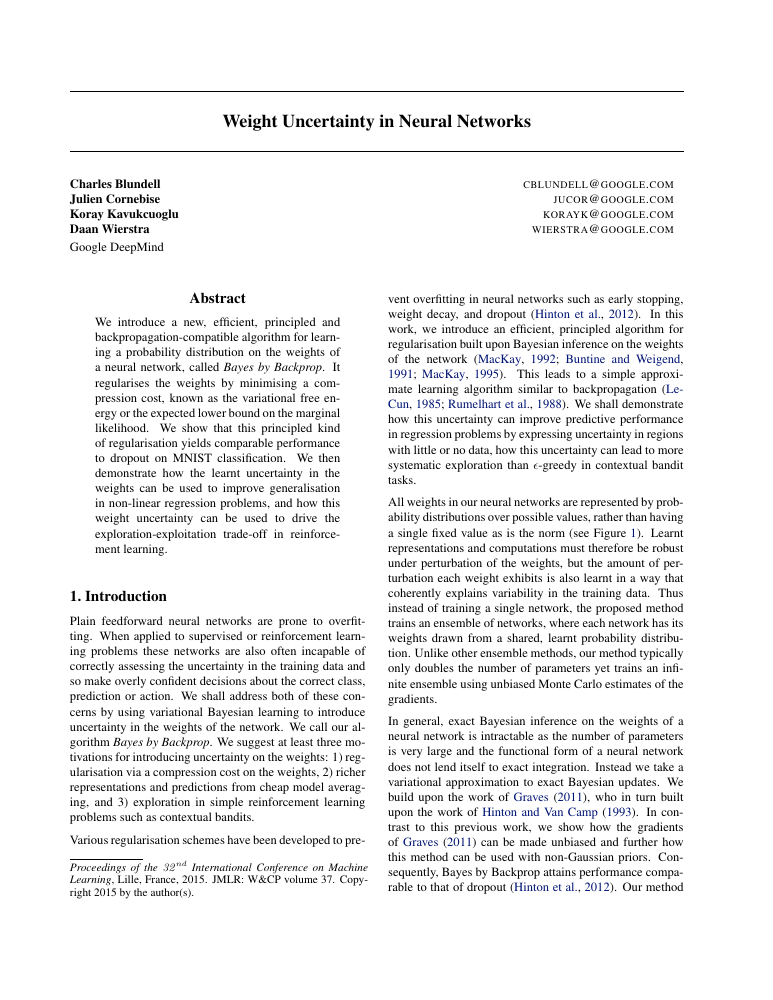 Weight Uncertainty in Neural Networks
Charles Blundell
Julien Cornebise
Koray Kavukcuoglu
Daan Wierstra
Google DeepMind
CBLUNDELL@GOOGLE.COM
JUCOR@GOOGLE.COM
KORAYK@GOOGLE.COM
WIERSTRA@GOOGLE.COM
Abstract
We introduce a new, efficient, principled and
backpropagation-compatible algorithm for learn-
ing a probability distribution on the weights of
a neural network, called Bayes by Backprop. It
regularises the weights by minimising a com-
pression cost, known as the variational free en-
ergy or the expected lower bound on the marginal
likelihood. We show that this principled kind
of regularisation yields comparable performance
to dropout on MNIST classification. We then
demonstrate how the learnt uncertainty in the
weights can be used to improve generalisation
in non-linear regression problems, and how this
weight uncertainty can be used to drive the
exploration-exploitation trade-off in reinforce-
ment learning.
1. Introduction
Plain feedforward neural networks are prone to overfit-
ting. When applied to supervised or reinforcement learn-
ing problems these networks are also often incapable of
correctly assessing the uncertainty in the training data and
so make overly confident decisions about the correct class,
prediction or action. We shall address both of these con-
cerns by using variational Bayesian learning to introduce
uncertainty in the weights of the network. We call our al-
gorithm Bayes by Backprop. We suggest at least three mo-
tivations for introducing uncertainty on the weights: 1) reg-
ularisation via a compression cost on the weights, 2) richer
representations and predictions from cheap model averag-
ing, and 3) exploration in simple reinforcement learning
problems such as contextual bandits.
Various regularisation schemes have been developed to pre-
Proceedings of the 32nd International Conference on Machine
Learning, Lille, France, 2015. JMLR: W&CP volume 37. Copy-
right 2015 by the author(s).
vent overfitting in neural networks such as early stopping,
weight decay, and dropout (Hinton et al., 2012). In this
work, we introduce an efficient, principled algorithm for
regularisation built upon Bayesian inference on the weights
of the network (MacKay, 1992; Buntine and Weigend,
1991; MacKay, 1995). This leads to a simple approxi-
mate learning algorithm similar to backpropagation (Le-
Cun, 1985; Rumelhart et al., 1988). We shall demonstrate
how this uncertainty can improve predictive performance
in regression problems by expressing uncertainty in regions
with little or no data, how this uncertainty can lead to more
systematic exploration than ϵ-greedy in contextual bandit
tasks.
All weights in our neural networks are represented by prob-
ability distributions over possible values, rather than having
a single fixed value as is the norm (see Figure 1). Learnt
representations and computations must therefore be robust
under perturbation of the weights, but the amount of per-
turbation each weight exhibits is also learnt in a way that
coherently explains variability in the training data. Thus
instead of training a single network, the proposed method
trains an ensemble of networks, where each network has its
weights drawn from a shared, learnt probability distribu-
tion. Unlike other ensemble methods, our method typically
only doubles the number of parameters yet trains an infi-
nite ensemble using unbiased Monte Carlo estimates of the
gradients.
In general, exact Bayesian inference on the weights of a
neural network is intractable as the number of parameters
is very large and the functional form of a neural network
does not lend itself to exact integration. Instead we take a
variational approximation to exact Bayesian updates. We
build upon the work of Graves (2011), who in turn built
upon the work of Hinton and Van Camp (1993). In con-
trast to this previous work, we show how the gradients
of Graves (2011) can be made unbiased and further how
this method can be used with non-Gaussian priors. Con-
sequently, Bayes by Backprop attains performance compa-
rable to that of dropout (Hinton et al., 2012). Our method